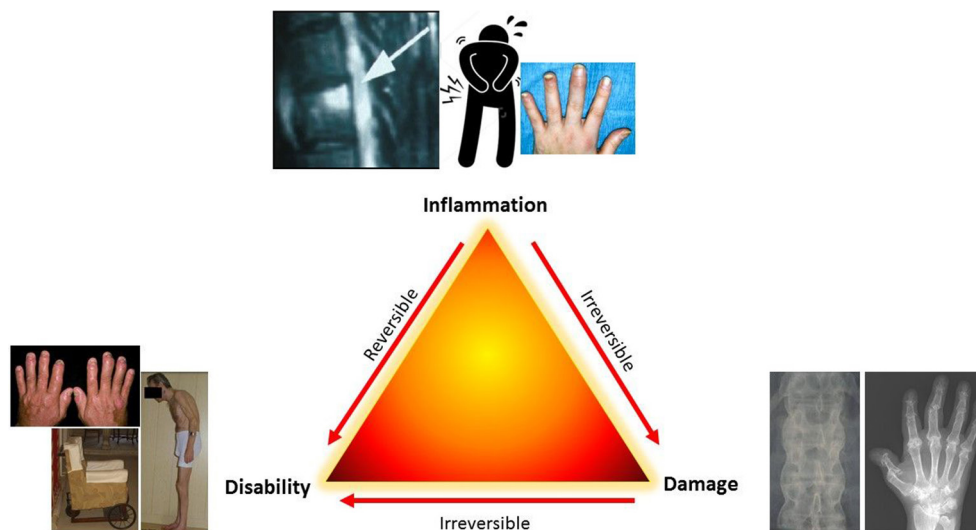 Inflammation
Reversible
Irreversible
Disability
Damage
Irreversible